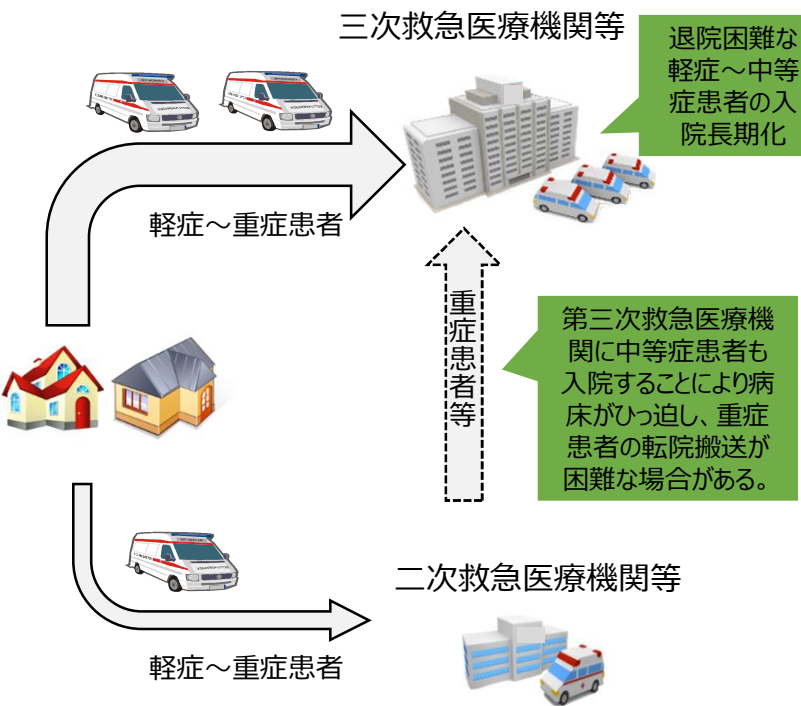 三次救急医療機関等
退院困難な
軽症～中等
症患者の入
院長期化
軽症～重症患者
重症患者等
第三次救急医療機
関に中等症患者も
入院することにより病
床がひっ迫し、重症
患者の転院搬送が
困難な場合がある。
二次救急医療機関等
軽症～重症患者